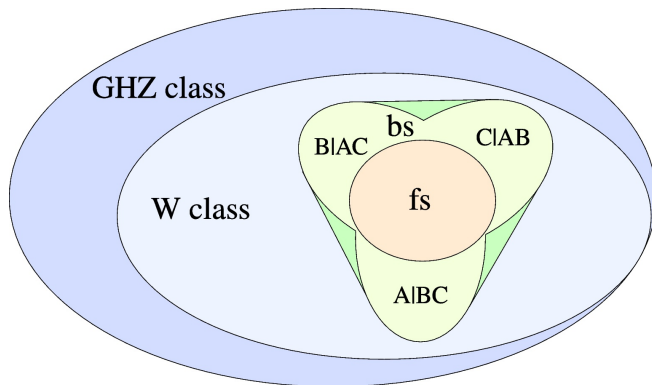 GHZ class
bs
B|AC
C|AB
W class
fs
A|BC